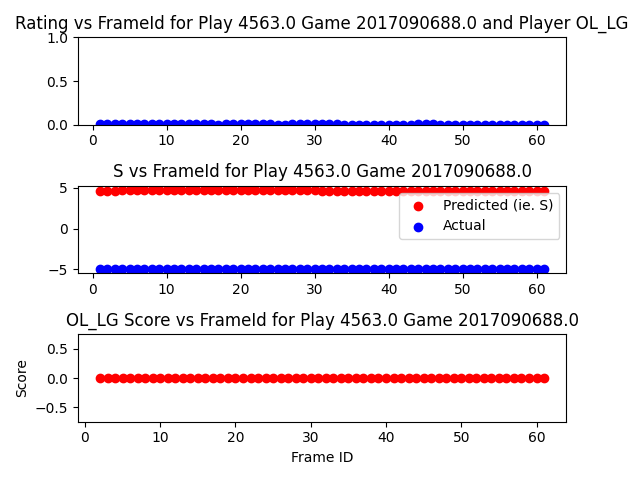 Rating vs FrameId for Play 4563.0 Game 2017090688.0 and Player OL_LG
1.0
0.5
0.0
0 10 20 30 40 50 60
S vs FrameId for Play 4563.0 Game 2017090688.0
5
0
−5
Predicted (ie. S)
Actual
0 10 20 30 40 50 60
OL_LG Score vs FrameId for Play 4563.0 Game 2017090688.0
0.5
0.0
−0.5
Score
0 10 20 30 40 50 60
Frame ID